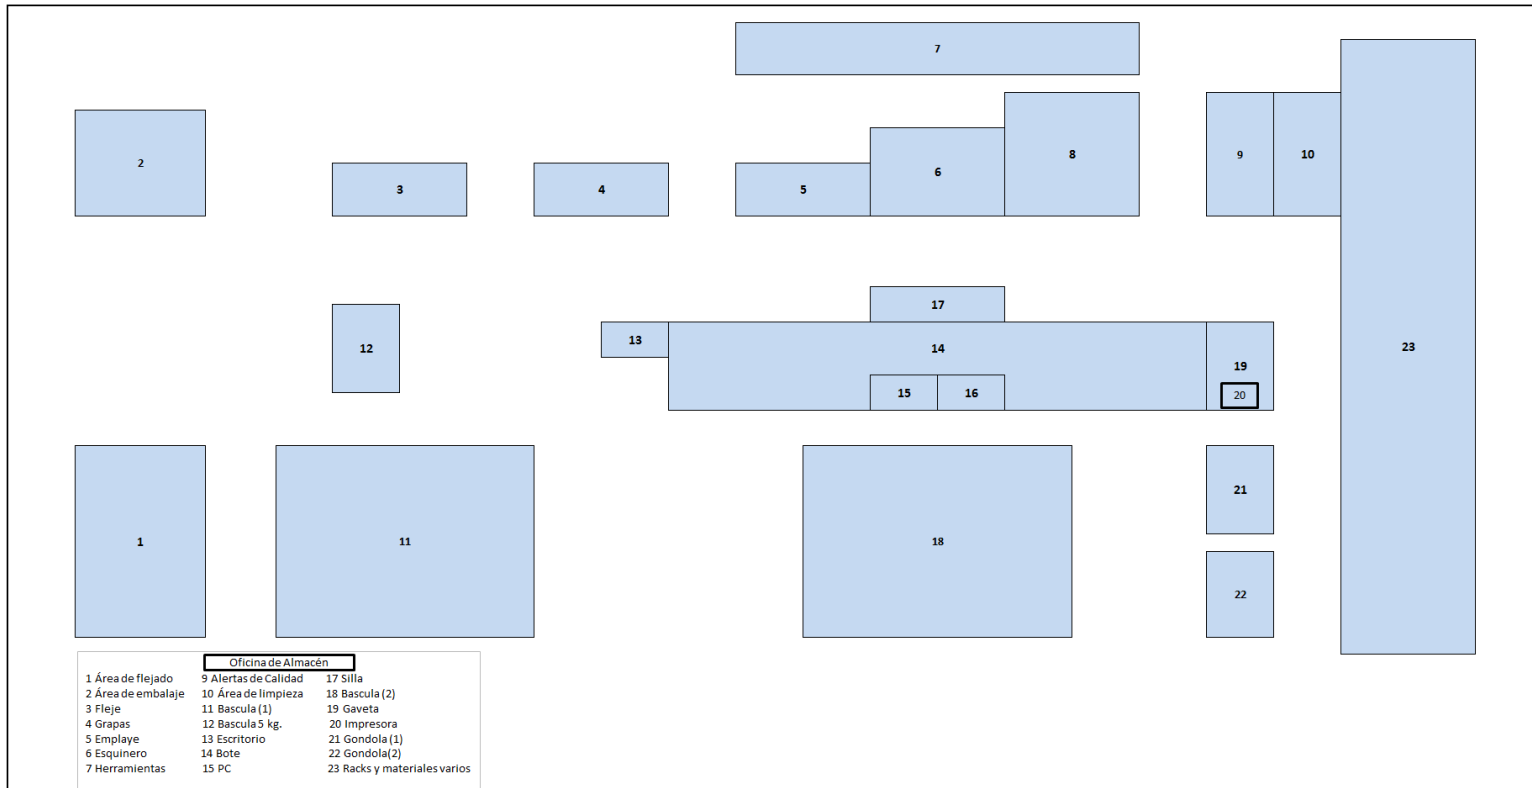 7
2
3
4
5
6
8
9
10
23
17
12
13
14
19
15
16
20
21
1
11
18
22
Oficina de Almacén
1 Área de flejado 9 Alertas de Calidad 17 Silla
2 Área de embalaje 10 Área de limpieza 18 Bascula (2)
3 Fleje 11 Bascula (1) 19 Gaveta
4 Grapas 12 Bascula 5 kg. 20 Impresora
5 Emplaye 13 Escritorio 21 Gondola (1)
6 Esquinero 14 Bote 22 Gondola(2)
7 Herramientas 15 PC 23 Racks y materiales varios